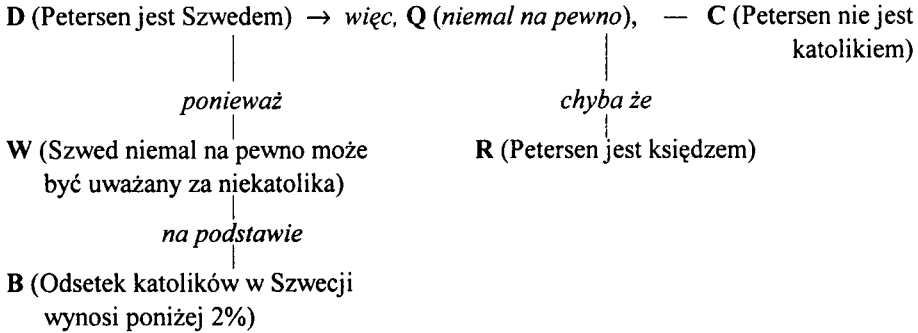 D (Petersen jest Szwedem) → więc, Q (niemal na pewno), — C (Petersen nie jest
katolikiem)
ponieważ chyba że
W (Szwed niemal na pewno może R (Petersen jest księdzem)
być uważany za niekatolika)
na podstawie
B (Odsetek katolików w Szwecji
wynosi poniżej 2%)